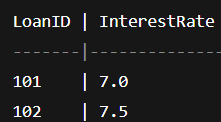 LoanID | InterestRate
-------|--------------
101    | 7.0
102    | 7.5